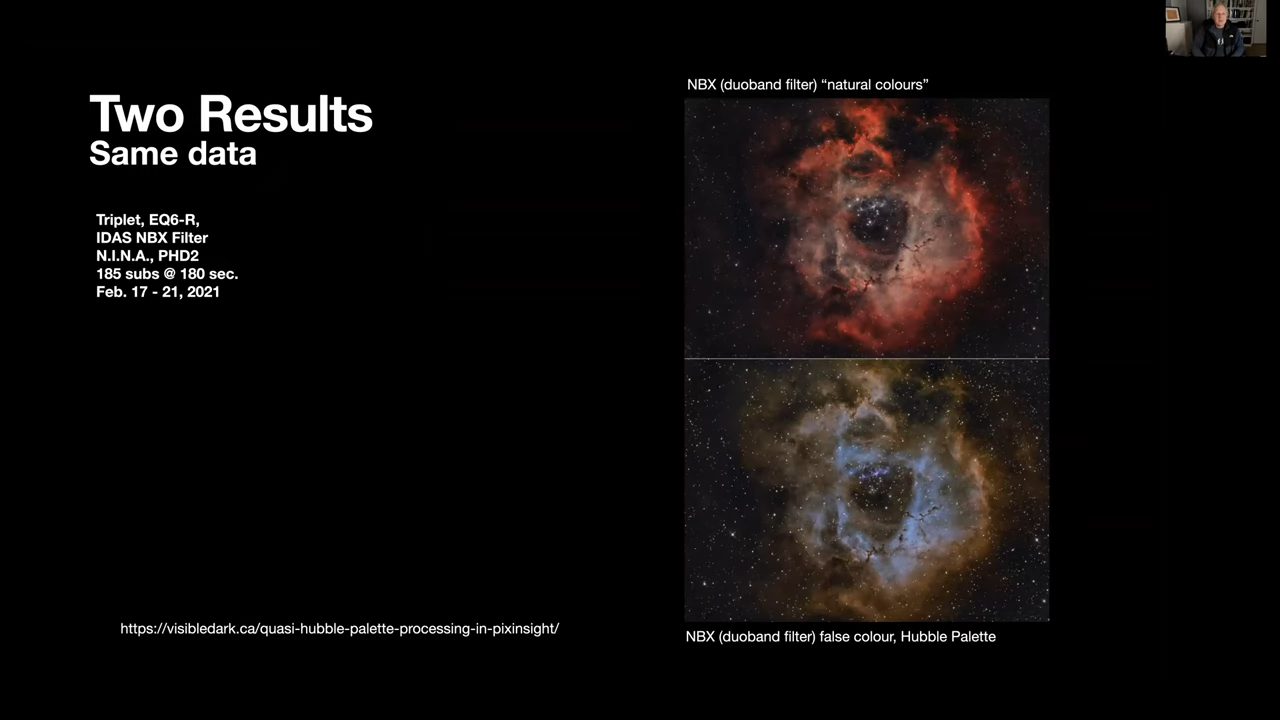 Two Results
Same data
Triplet, EQ6-R,
IDAS NBX Filter
N.I.N.A., PHD2
185 subs @ 180 sec.
Feb. 17 - 21, 2021
https://visibledark.ca/quasi-hubble-palette-processing-in-pixinsight/
NBX (duoband filter) “natural colours”
NBX (duoband filter) false colour, Hubble Palette